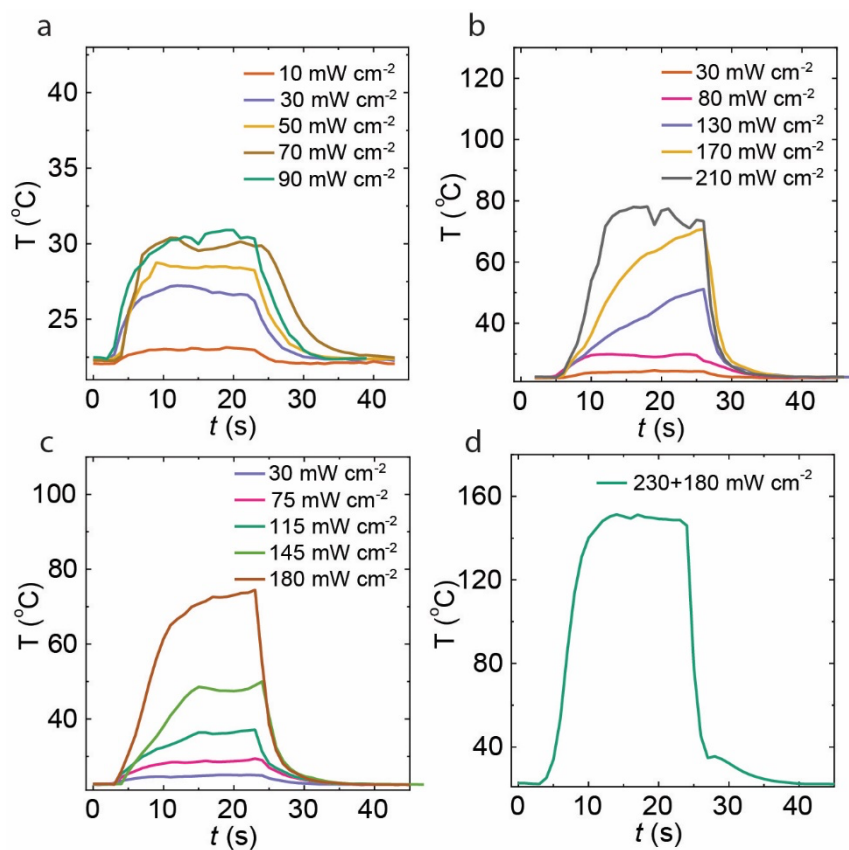 a
10 mW cm-2
30 mW cm-2
50 mW cm-2
70 mW cm-2
90 mW cm-2
40
35
30
25
T (oC)
0 10 20 30 40
t (s)
b
30 mW cm-2
80 mW cm-2
130 mW cm-2
170 mW cm-2
210 mW cm-2
120
100
80
60
40
T (oC)
0 10 20 30 40
t (s)
c
30 mW cm-2
75 mW cm-2
115 mW cm-2
145 mW cm-2
180 mW cm-2
100
80
60
40
T (oC)
0 10 20 30 40
t (s)
d
230+180 mW cm-2
160
120
80
40
T (oC)
0 10 20 30 40
t (s)